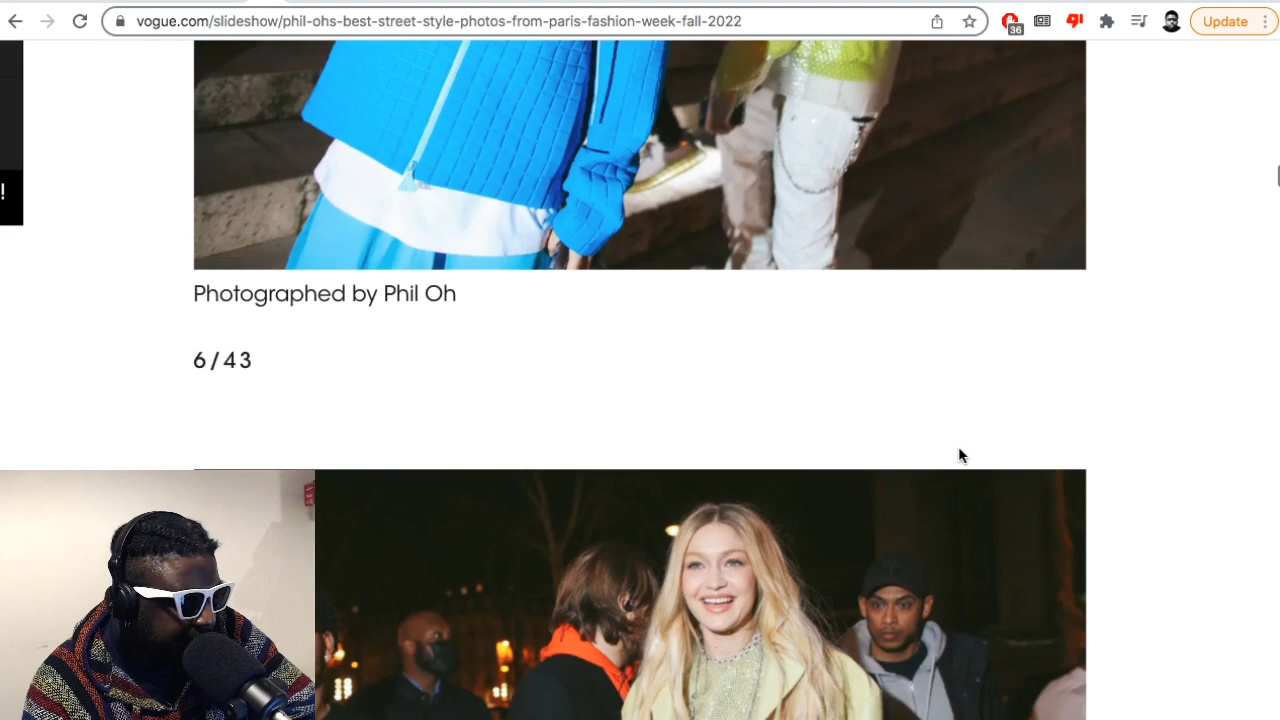 vogue.com/slideshow/phil-ohs-best-street-style-photos-from-paris-fashion-week-fall-2022
36
Update
!
Photographed by Phil Oh
6/43